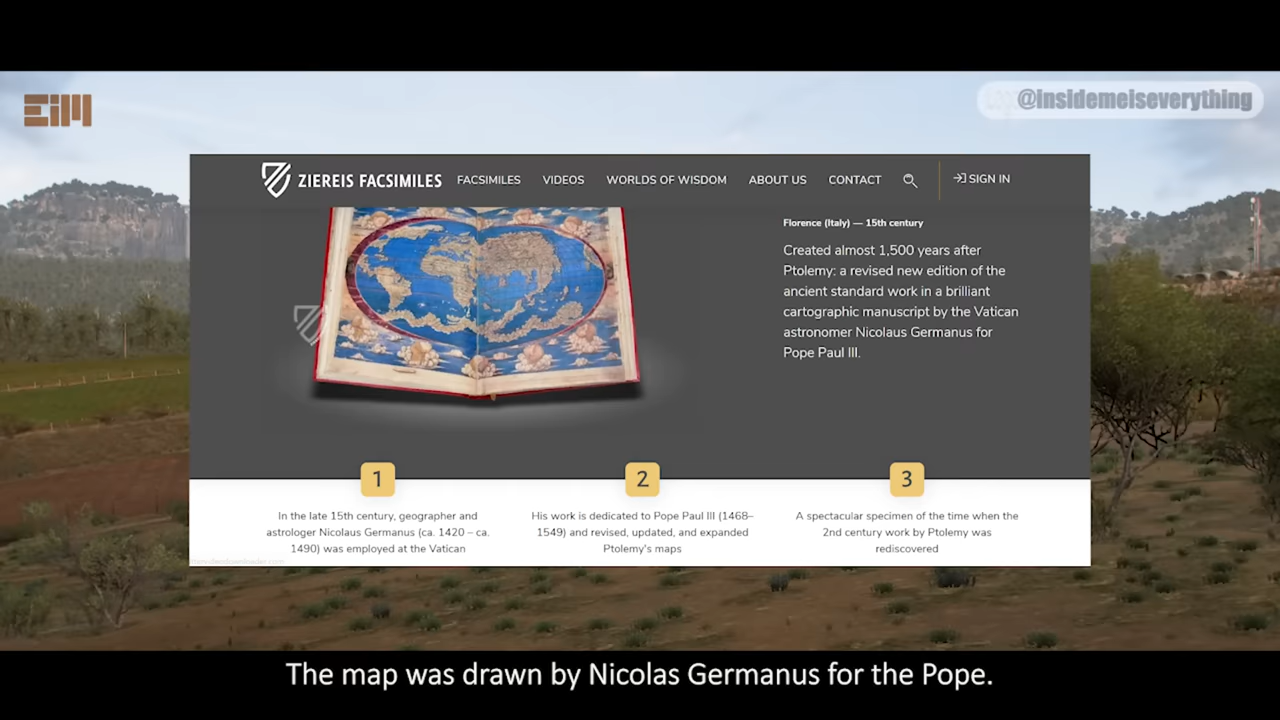 EiM
@insidemeiseverything
ZIEREIS FACSIMILES
FACSIMILES
VIDEOS
WORLDS OF WISDOM
ABOUT US
CONTACT
SIGN IN
Florence (Italy) — 15th century
Created almost 1,500 years after
Ptolemy: a revised new edition of the
ancient standard work in a brilliant
cartographic manuscript by the Vatican
astronomer Nicolaus Germanus for
Pope Paul III.
1
In the late 15th century, geographer and
astrologer Nicolaus Germanus (ca. 1420 – ca.
1490) was employed at the Vatican
2
His work is dedicated to Pope Paul III (1468–
1549) and revised, updated, and expanded
Ptolemy's maps
3
A spectacular specimen of the time when the
2nd century work by Ptolemy was
rediscovered
The map was drawn by Nicolas Germanus for the Pope.